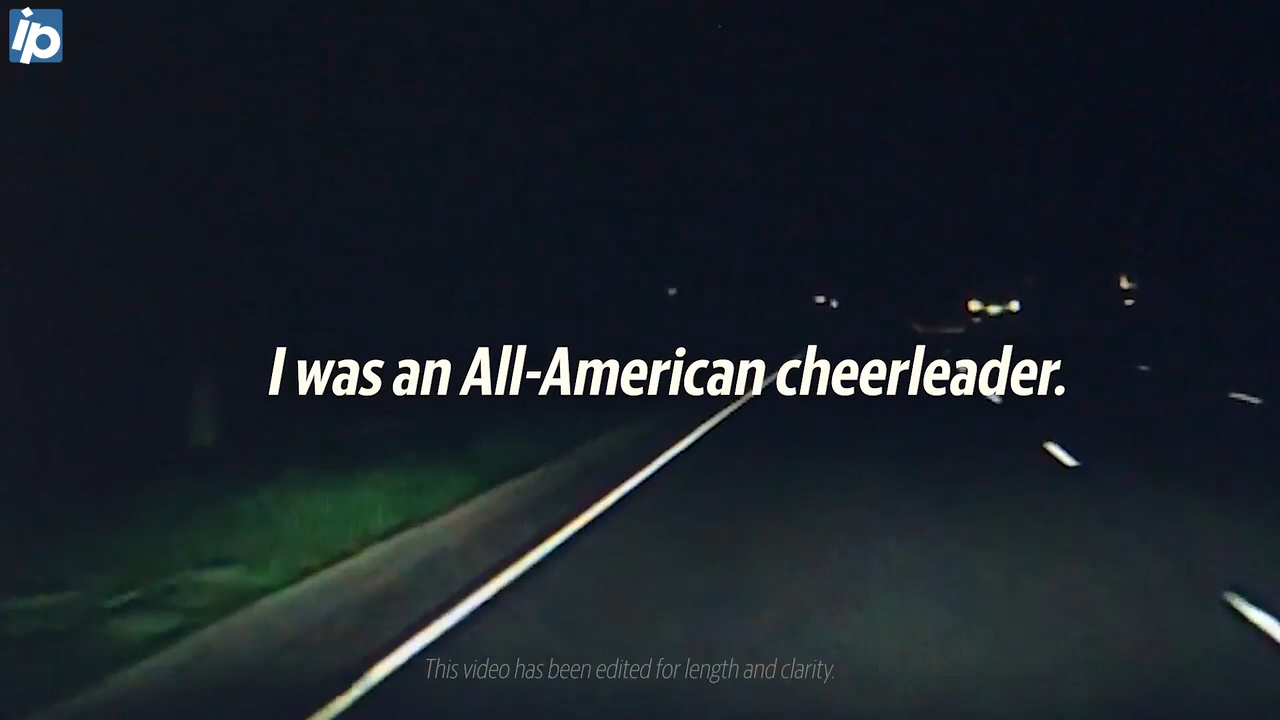 ip
I was an All-American cheerleader.
This video has been edited for length and clarity.